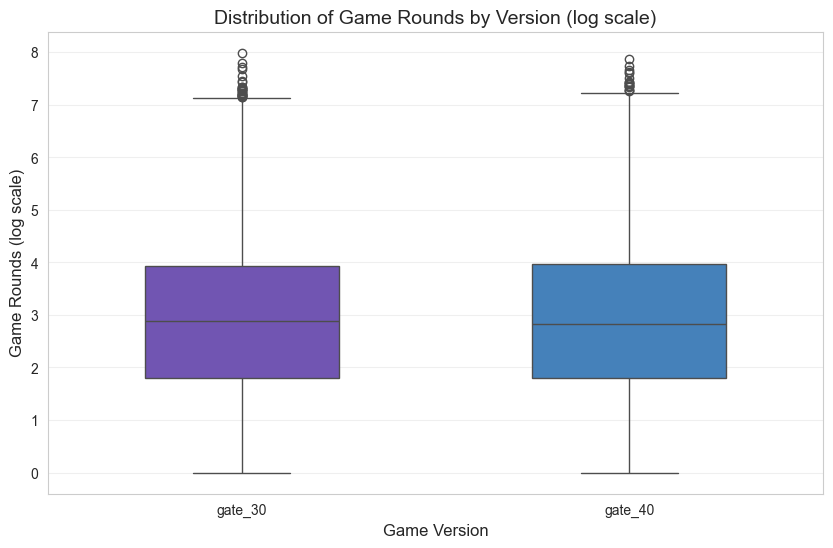 Distribution of Game Rounds by Version (log scale)
Game Rounds (log scale)
8
7
6
5
4
3
2
1
0
gate_30
gate_40
Game Version